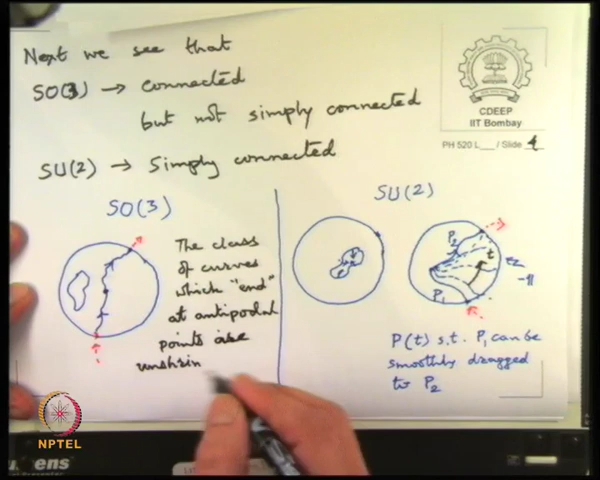 Next we see that
SO(3) → connected
but not simply connected
SU(2) → Simply connected
CDEEP
IIT Bombay
PH 520 L___ / Slide 4
SO(3)
The class
of curves
which "end"
at antipodal
points are
unshrin
SU(2)
P2
P1
t
-1
P(t) s.t. P1 can be
smoothly dragged
to P2
NPTEL